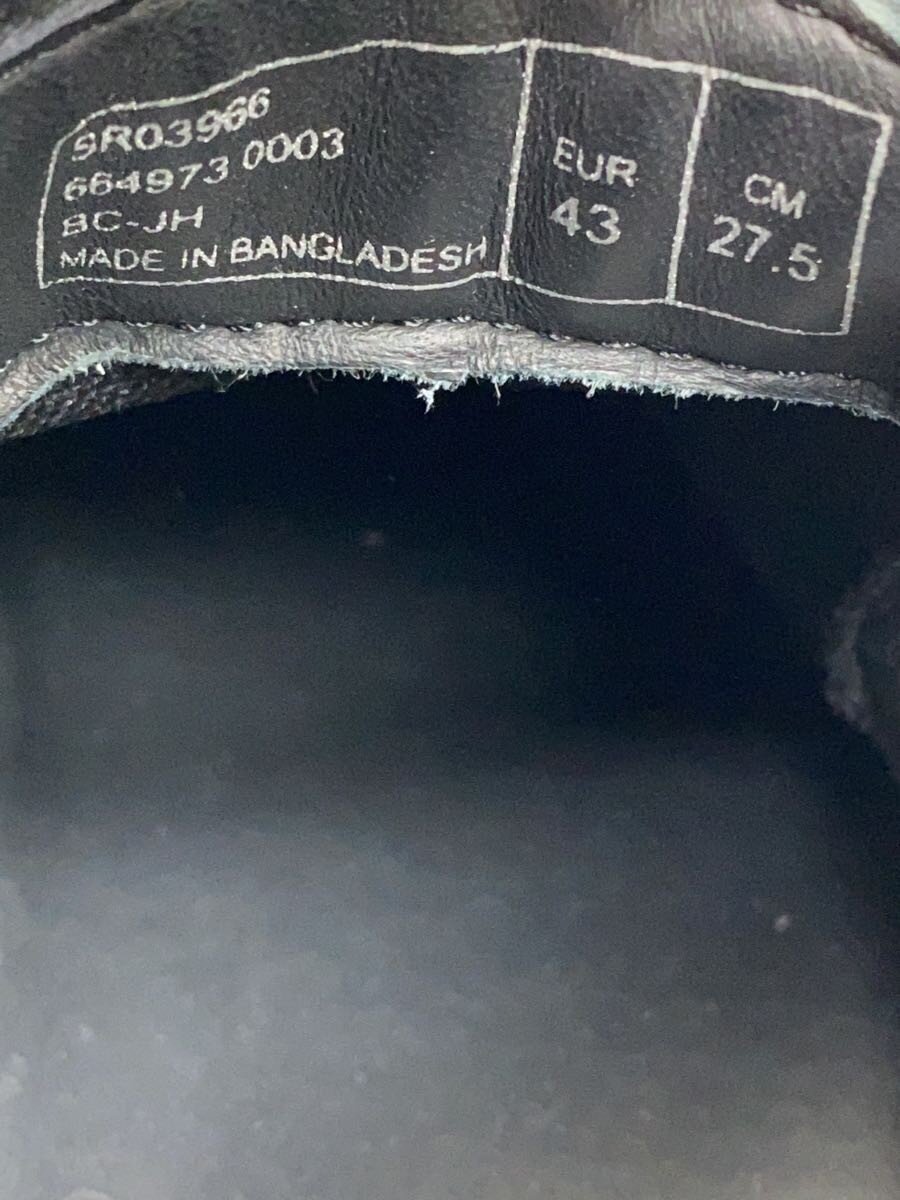 SR03966
664973 0003
BC-JH
MADE IN BANGLADESH
EUR
43
CM
27.5